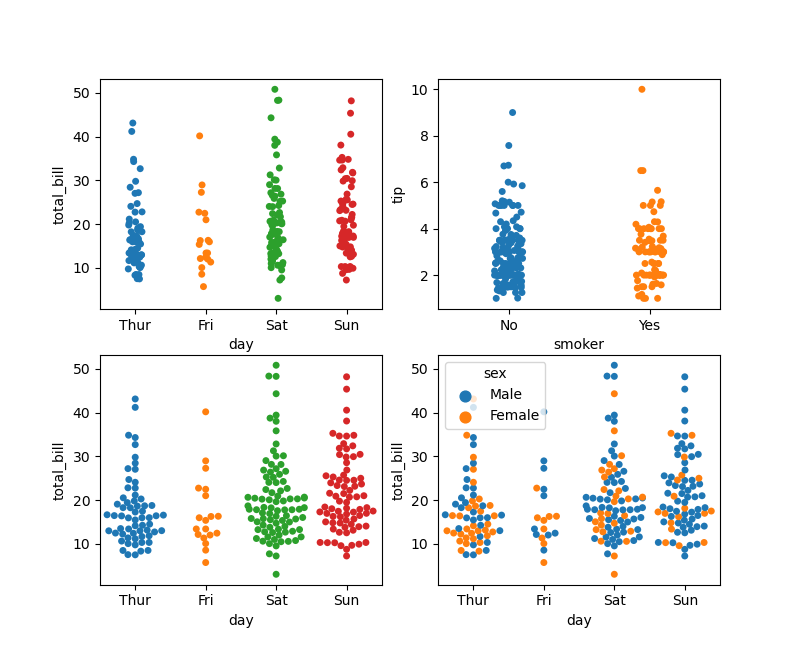 50
40
30
20
10
total_bill
Thur Fri Sat Sun
day
10
8
6
4
2
tip
No Yes
smoker
50
40
30
20
10
total_bill
Thur Fri Sat Sun
day
50
40
30
20
10
total_bill
sex
Male
Female
Thur Fri Sat Sun
day